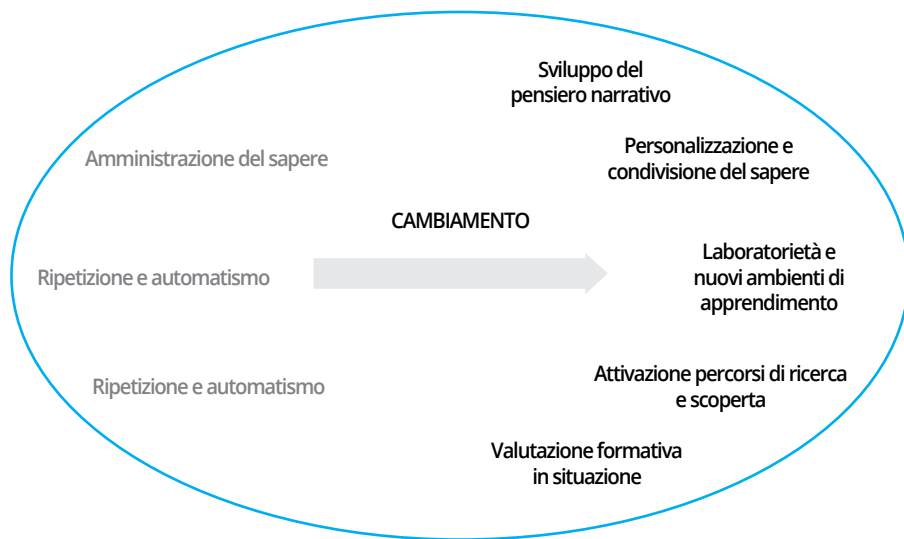 Sviluppo del
pensiero narrativo
Amministrazione del sapere
Personalizzazione e
condivisione del sapere
CAMBIAMENTO
Ripetizione e automatismo
Laboratorietà e
nuovi ambienti di
apprendimento
Ripetizione e automatismo
Attivazione percorsi di ricerca
e scoperta
Valutazione formativa
in situazione